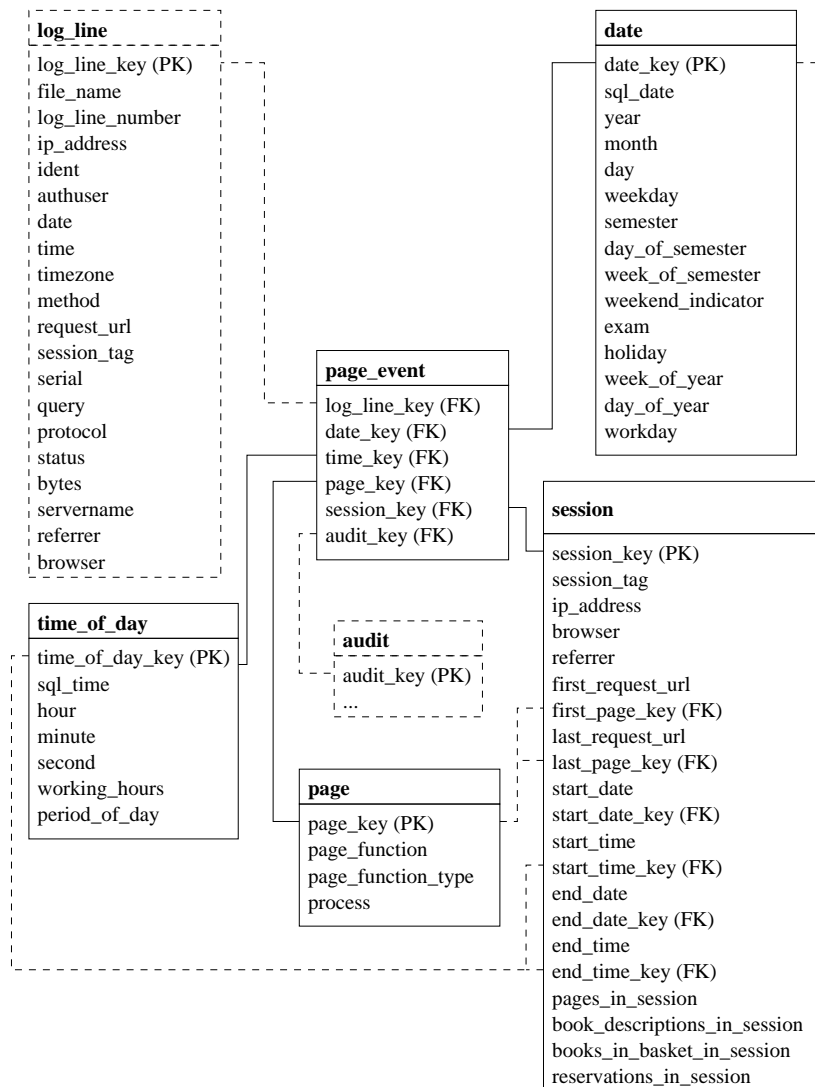 log_line
log_line_key (PK)
file_name
log_line_number
ip_address
ident
authuser
date
time
timezone
method
request_url
session_tag
serial
query
protocol
status
bytes
servername
referrer
browser
date
date_key (PK)
sql_date
year
month
day
weekday
semester
day_of_semester
week_of_semester
weekend_indicator
exam
holiday
week_of_year
day_of_year
workday
page_event
log_line_key (FK)
date_key (FK)
time_key (FK)
page_key (FK)
session_key (FK)
audit_key (FK)
time_of_day
time_of_day_key (PK)
sql_time
hour
minute
second
working_hours
period_of_day
audit
audit_key (PK)
...
page
page_key (PK)
page_function
page_function_type
process
session
session_key (PK)
session_tag
ip_address
browser
referrer
first_request_url
first_page_key (FK)
last_request_url
last_page_key (FK)
start_date
start_date_key (FK)
start_time
start_time_key (FK)
end_date
end_date_key (FK)
end_time
end_time_key (FK)
pages_in_session
book_descriptions_in_session
books_in_basket_in_session
reservations_in_session